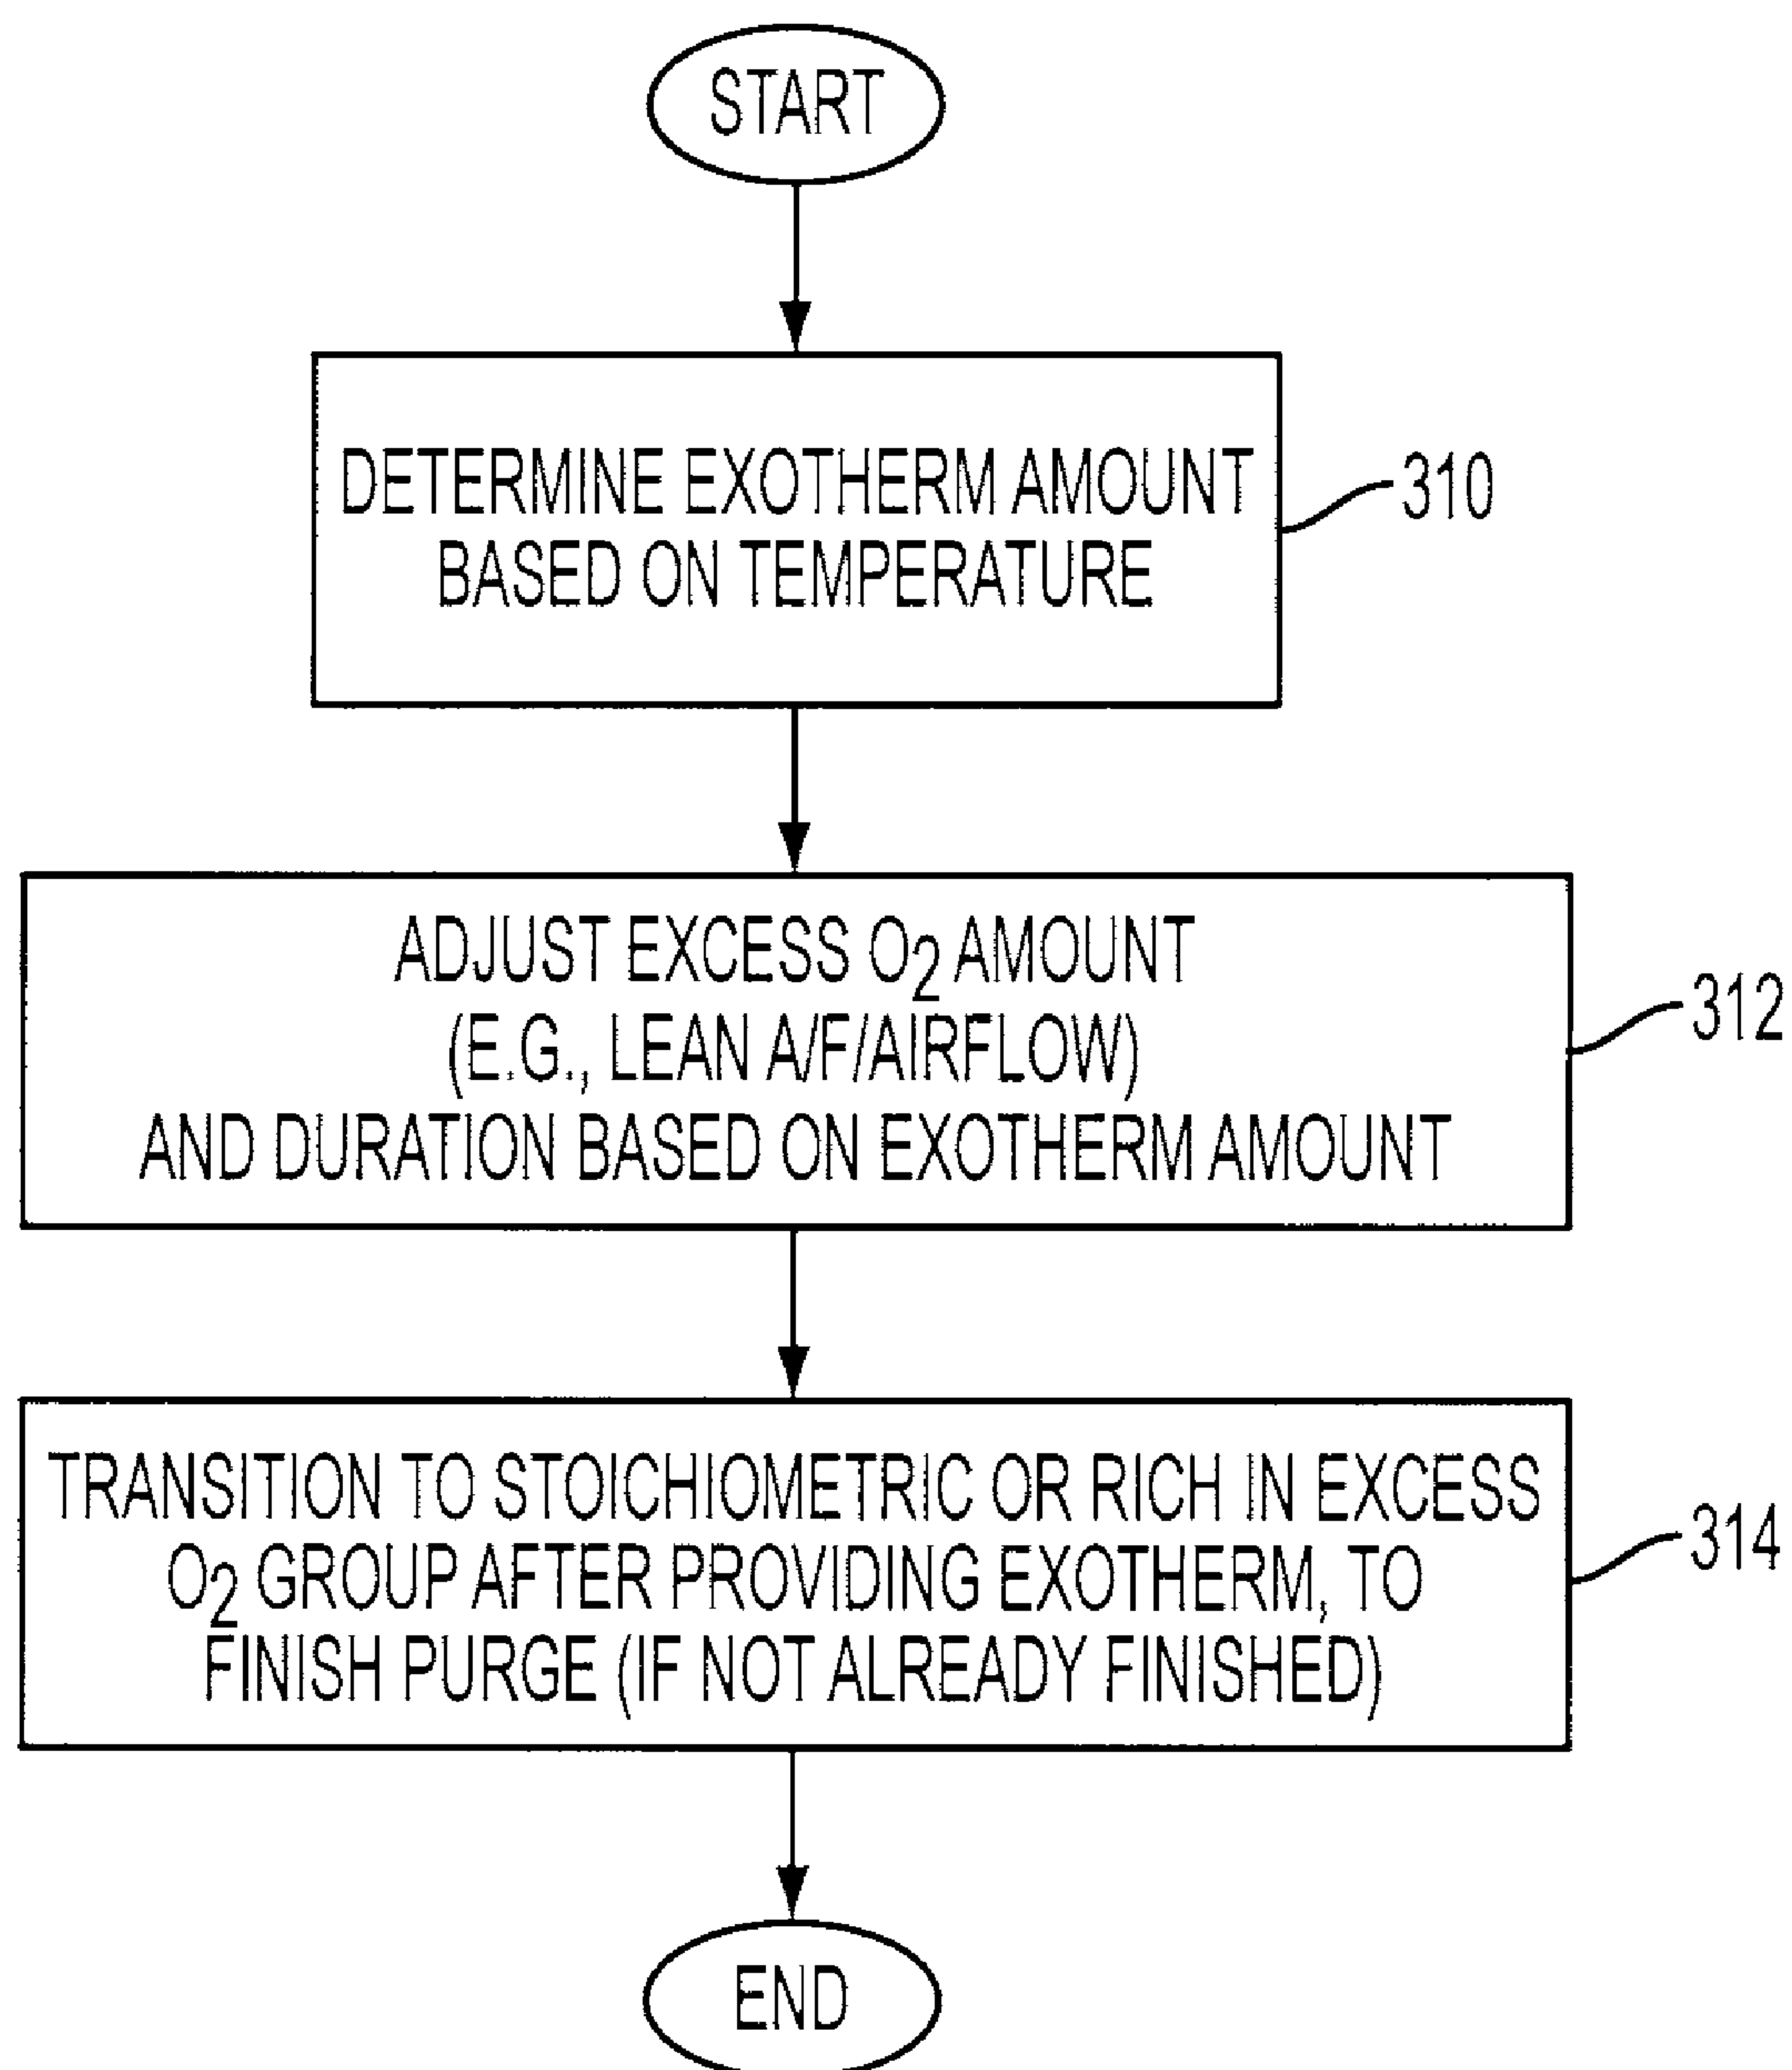 START
DETERMINE EXOTHERM AMOUNT
BASED ON TEMPERATURE
310
ADJUST EXCESS O2 AMOUNT
(E.G., LEAN A/F/AIRFLOW)
AND DURATION BASED ON EXOTHERM AMOUNT
312
TRANSITION TO STOICHIOMETRIC OR RICH IN EXCESS
O2 GROUP AFTER PROVIDING EXOTHERM, TO
FINISH PURGE (IF NOT ALREADY FINISHED)
314
END